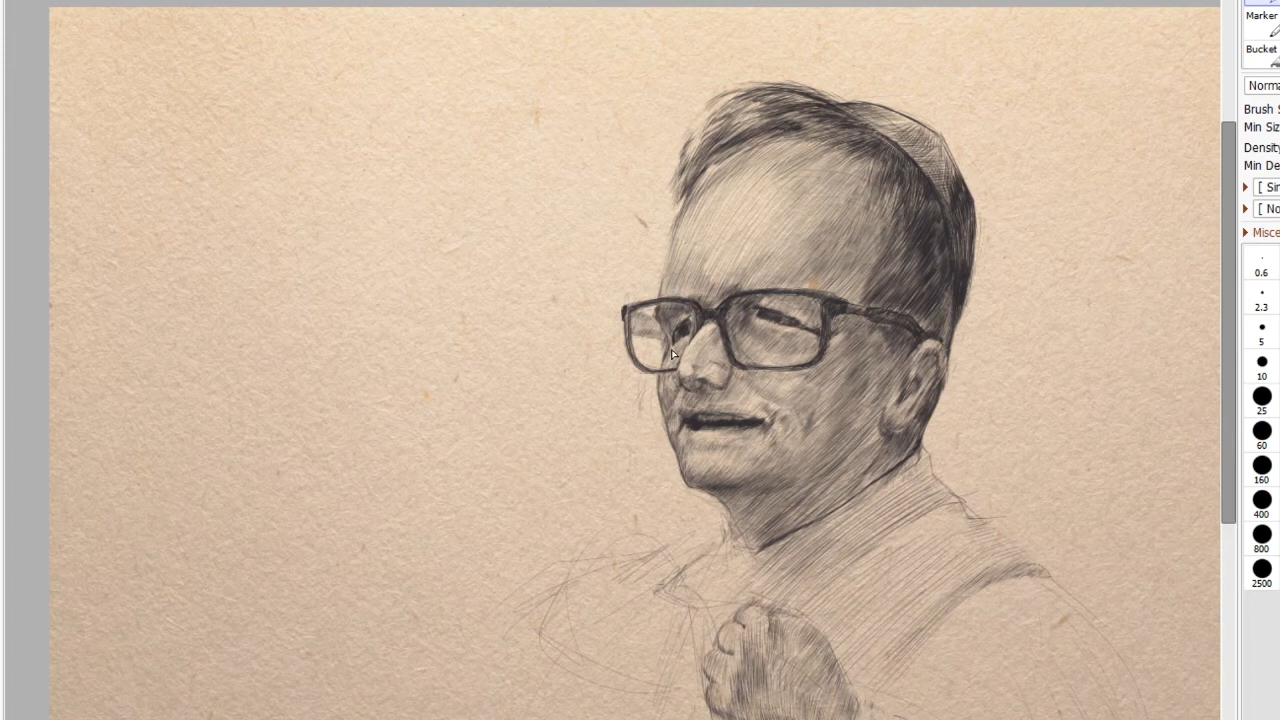 Marker
Bucket
Norma
Brush S
Min Siz
Density
Min De
[ Sin
[ No
Misce
0.6
2.3
5
10
25
60
160
400
800
2500